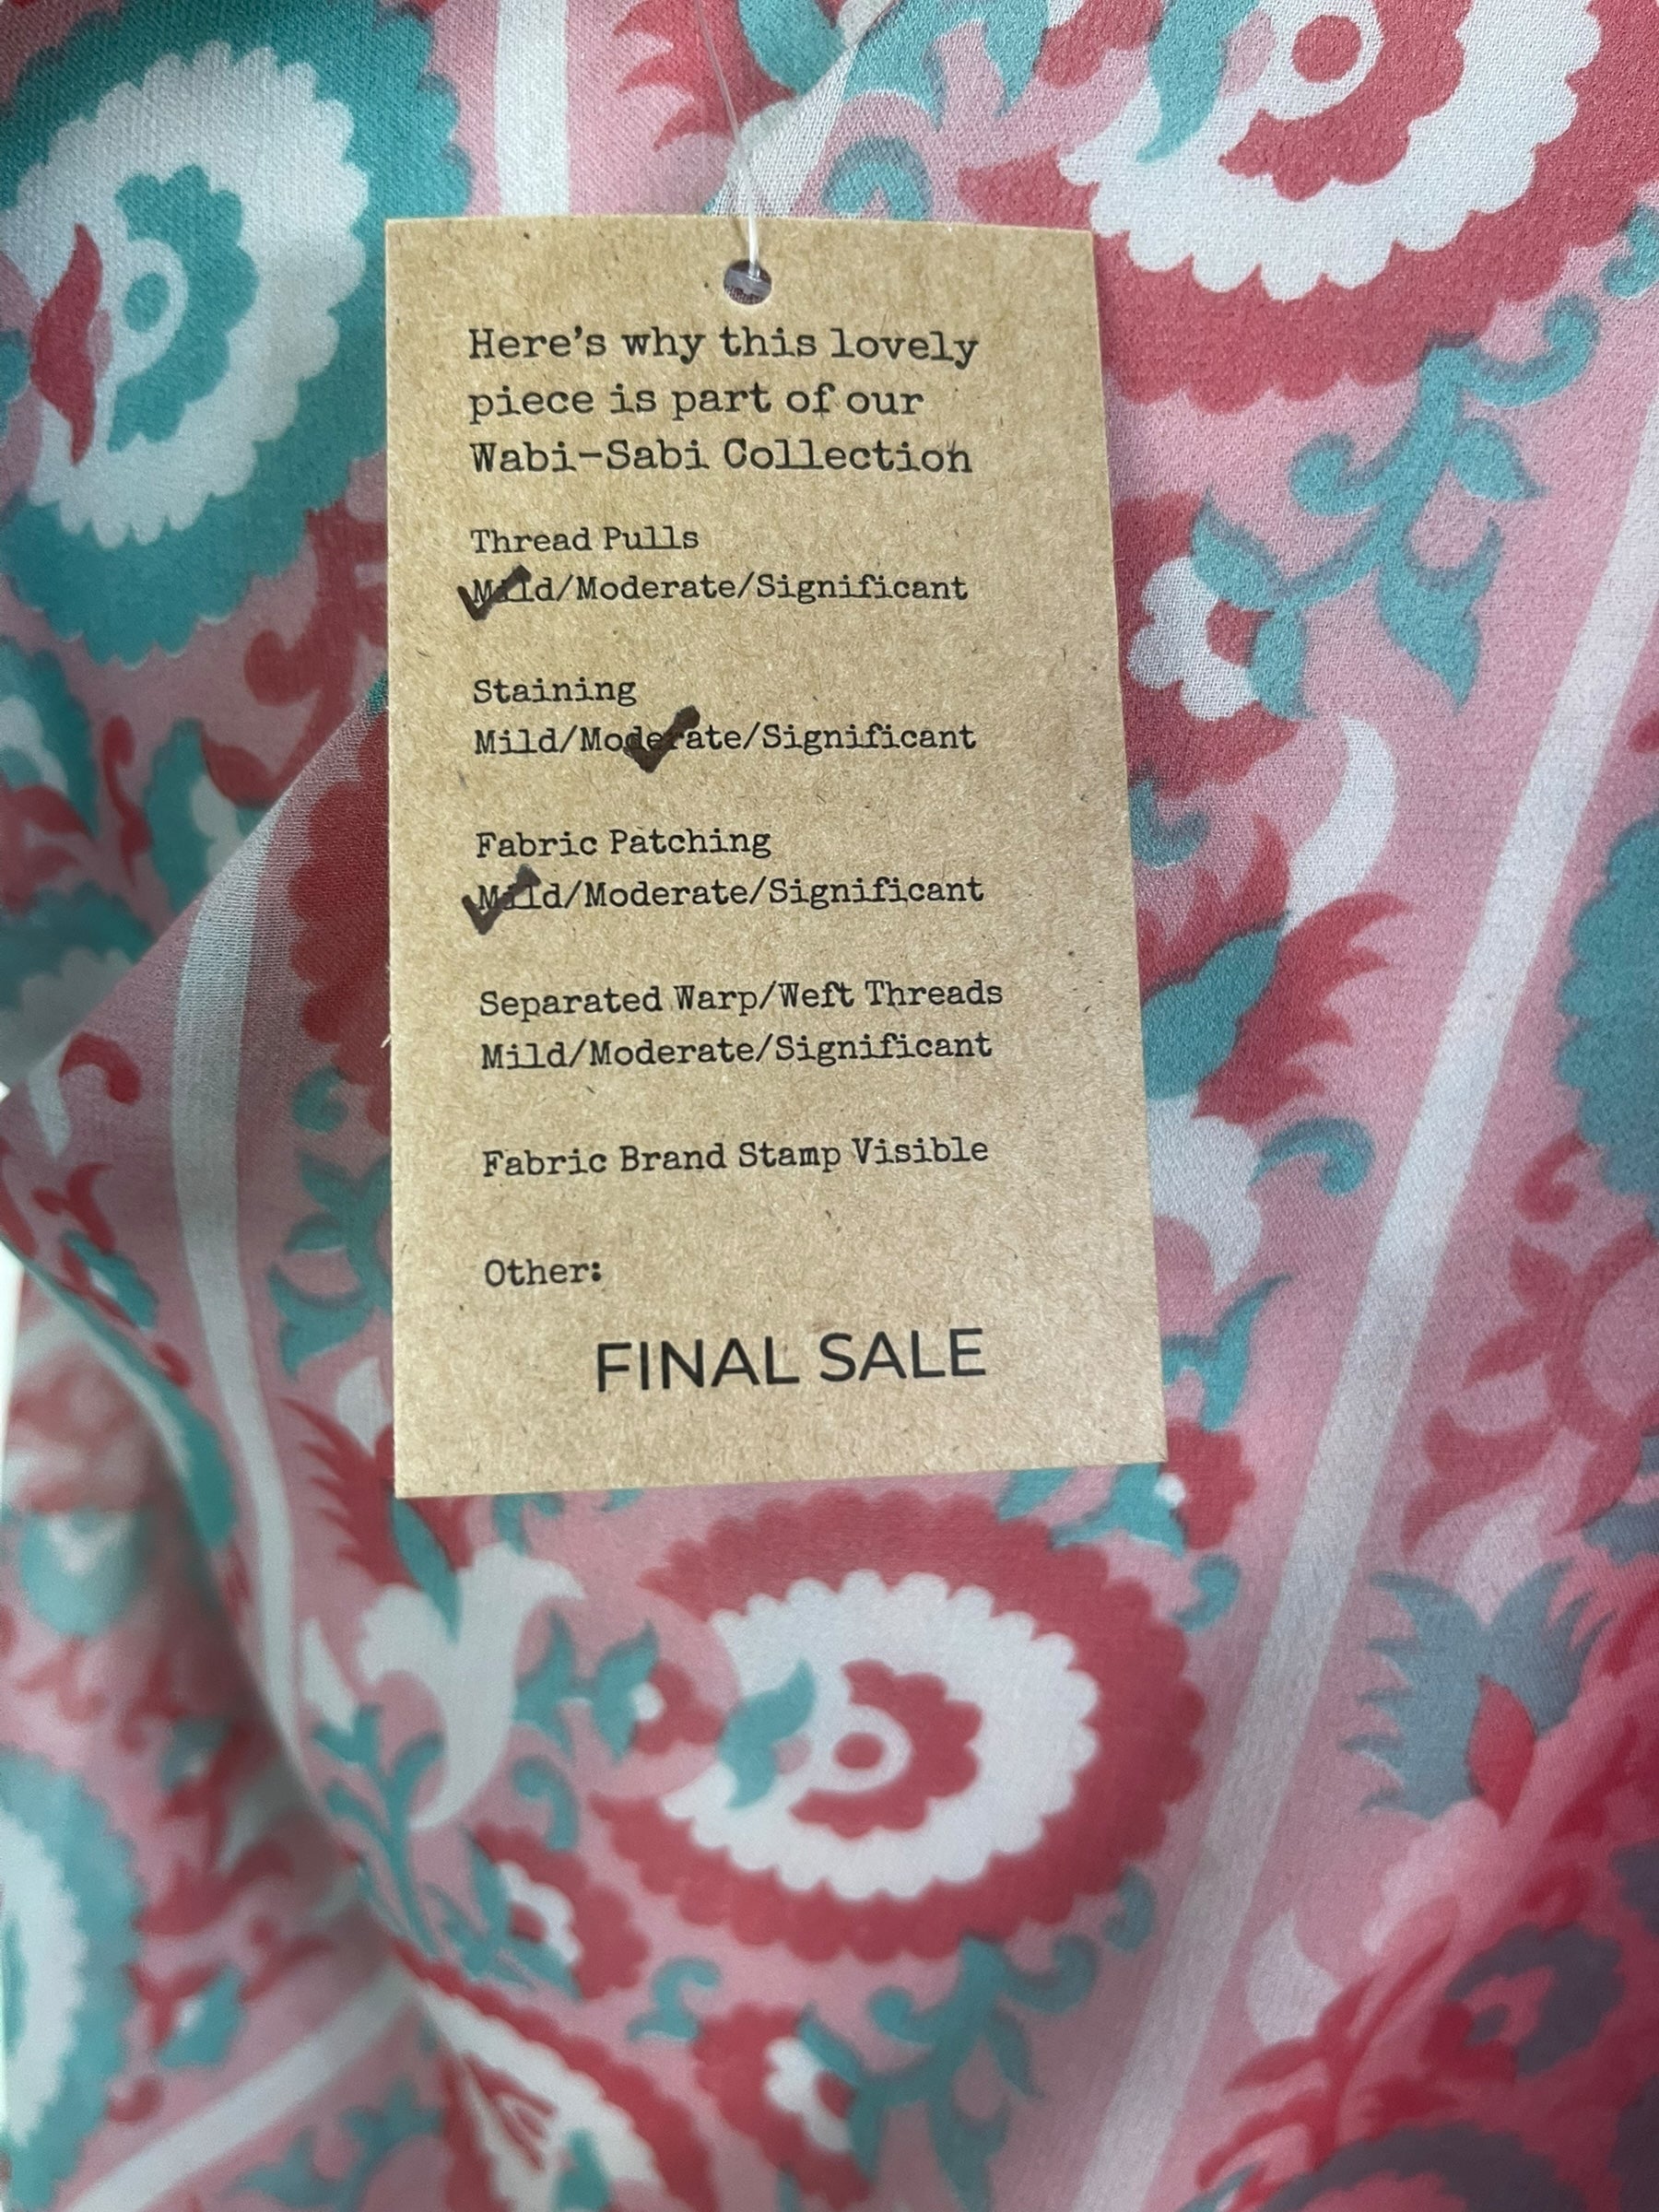 Here's why this lovely
piece is part of our
Wabi-Sabi Collection
Thread Pulls
Mild/Moderate/Significant
Staining
Mild/Moderate/Significant
Fabric Patching
Mild/Moderate/Significant
Separated Warp/Weft Threads
Mild/Moderate/Significant
Fabric Brand Stamp Visible
Other:
FINAL SALE